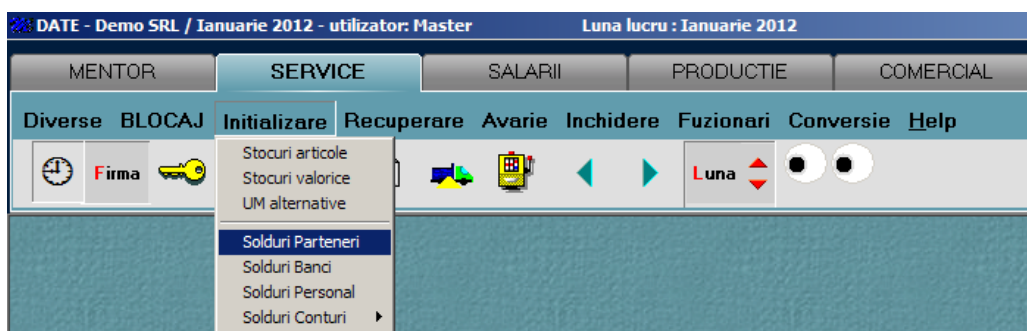 DATE - Demo SRL / Ianuarie 2012 - utilizator: Master Luna lucru : Ianuarie 2012
MENTOR SERVICE SALARII PRODUCTIE COMERCIAL
Diverse BLOCAJ Initializare Recuperare Avarie Inchidere Fuzionari Conversie Help
Firma Luna
Stocuri articole
Stocuri valorice
UM alternative
Solduri Parteneri
Solduri Banci
Solduri Personal
Solduri Conturi